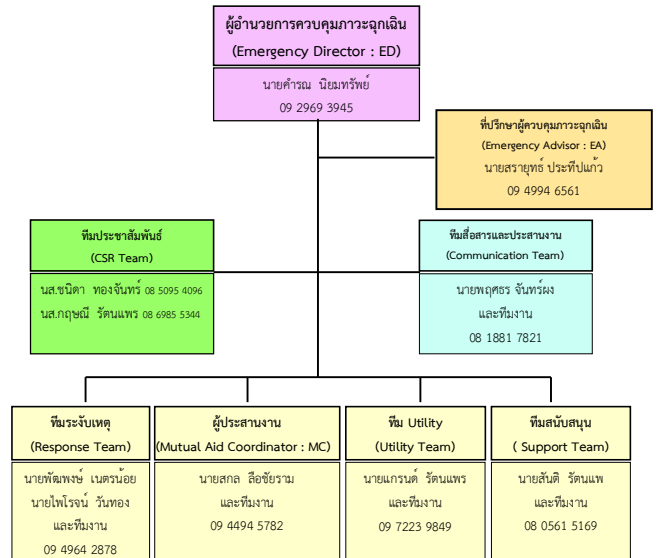 ผู้อำนวยการควบคุมภาวะฉุกเฉิน
(Emergency Director : ED)
นายคำรณ นิยมทรัพย์
09 2969 3945
ที่ปรึกษาผู้ควบคุมภาวะฉุกเฉิน
(Emergency Advisor : EA)
นายสรายุทธ์ ประทีปแก้ว
09 4994 6561
ทีมประชาสัมพันธ์
(CSR Team)
นส.ชนิดา ทองจันทร์ 08 5095 4096
นส.กฤษณี รัตนแพร 08 6985 5344
ทีมสื่อสารและประสานงาน
(Communication Team)
นายพฤศธร จันทร์ผง
และทีมงาน
08 1881 7821
ทีมระงับเหตุ
(Response Team)
นายพัฒพงษ์ เนตรน้อย
นายไพโรจน์ วันทอง
และทีมงาน
09 4964 2878
ผู้ประสานงาน
(Mutual Aid Coordinator : MC)
นายสกล ลือชัยราม
และทีมงาน
09 4494 5782
ทีม Utility
(Utility Team)
นายแกรนด์ รัตนแพร
และทีมงาน
09 7223 9849
ทีมสนับสนุน
( Support Team)
นายสันติ รัตนแพ
และทีมงาน
08 0561 5169